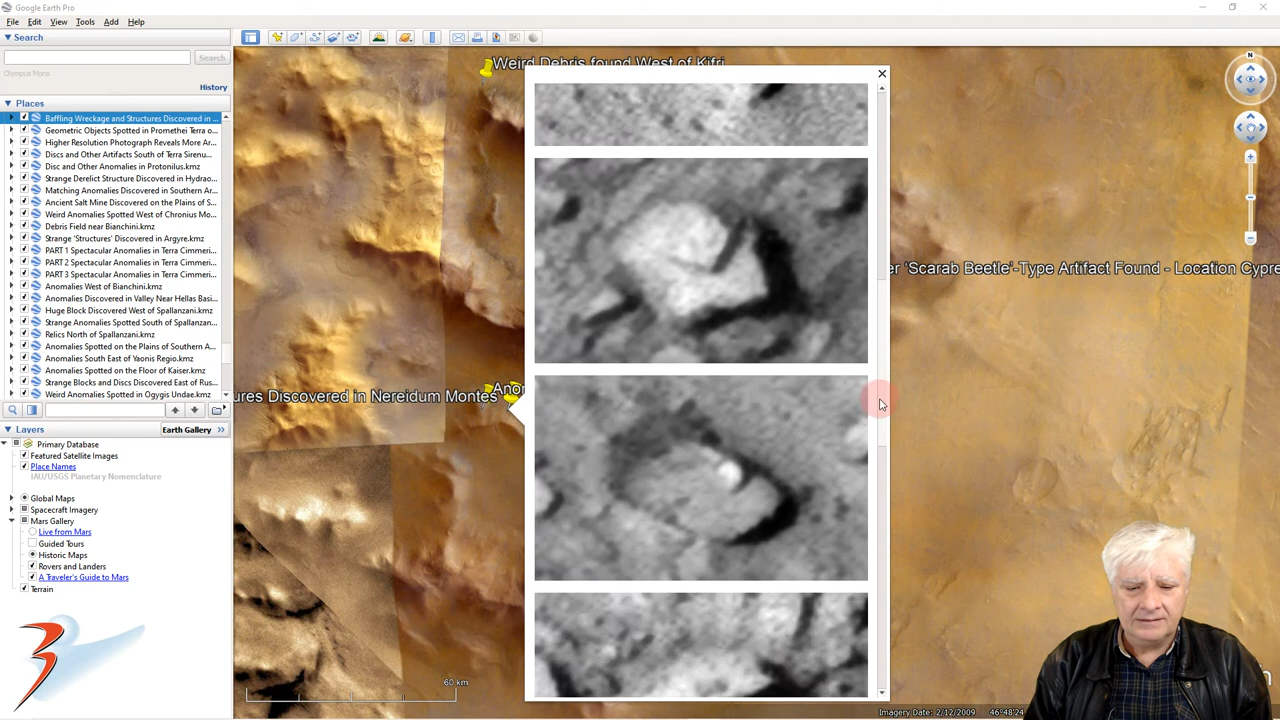 Google Earth Pro
File Edit View Tools Add Help
Search
Search
Olympus Mons
History
Places
Baffling Wreckage and Structures Discovered in ...
Geometric Objects Spotted in Promethei Terra o...
Higher Resolution Photograph Reveals More Ar...
Discs and Other Artifacts South of Terra Sirenu...
Disc and Other Anomalies in Protonilus.kmz
Strange Derelict Structure Discovered in Hydrao...
Matching Anomalies Discovered in Southern Ar...
Ancient Salt Mine Discovered on the Plains of S...
Weird Anomalies Spotted West of Chronius Mo...
Debris Field near Bianchini.kmz
Strange 'Structures' Discovered in Argyre.kmz
PART 1 Spectacular Anomalies in Terra Cimmeri...
PART 2 Spectacular Anomalies in Terra Cimmeri...
PART 3 Spectacular Anomalies in Terra Cimmeri...
Anomalies West of Bianchini.kmz
Anomalies Discovered in Valley Near Hellas Basi...
Huge Block Discovered West of Spallanzani.kmz
Strange Anomalies Spotted South of Spallanzan...
Relics North of Spallanzani.kmz
Anomalies Spotted on the Plains of Southern A...
Anomalies South East of Yaonis Regio.kmz
Anomalies Spotted on the Floor of Kaiser.kmz
Strange Blocks and Discs Discovered East of Rus...
Weird Anomalies Spotted in Ogygis Undae.kmz
Layers
Earth Gallery >>
Primary Database
Featured Satellite Images
Place Names
IAU/USGS Planetary Nomenclature
Global Maps
Spacecraft Imagery
Mars Gallery
Live from Mars
Guided Tours
Historic Maps
Rovers and Landers
A Traveler's Guide to Mars
Terrain
Weird Debris found West of Kifri
N
er 'Scarab Beetle'-Type Artifact Found - Location Cypre
ures Discovered in Nereidum Montes
Anor
60 km
Imagery Date: 2/12/2009 46°48'24